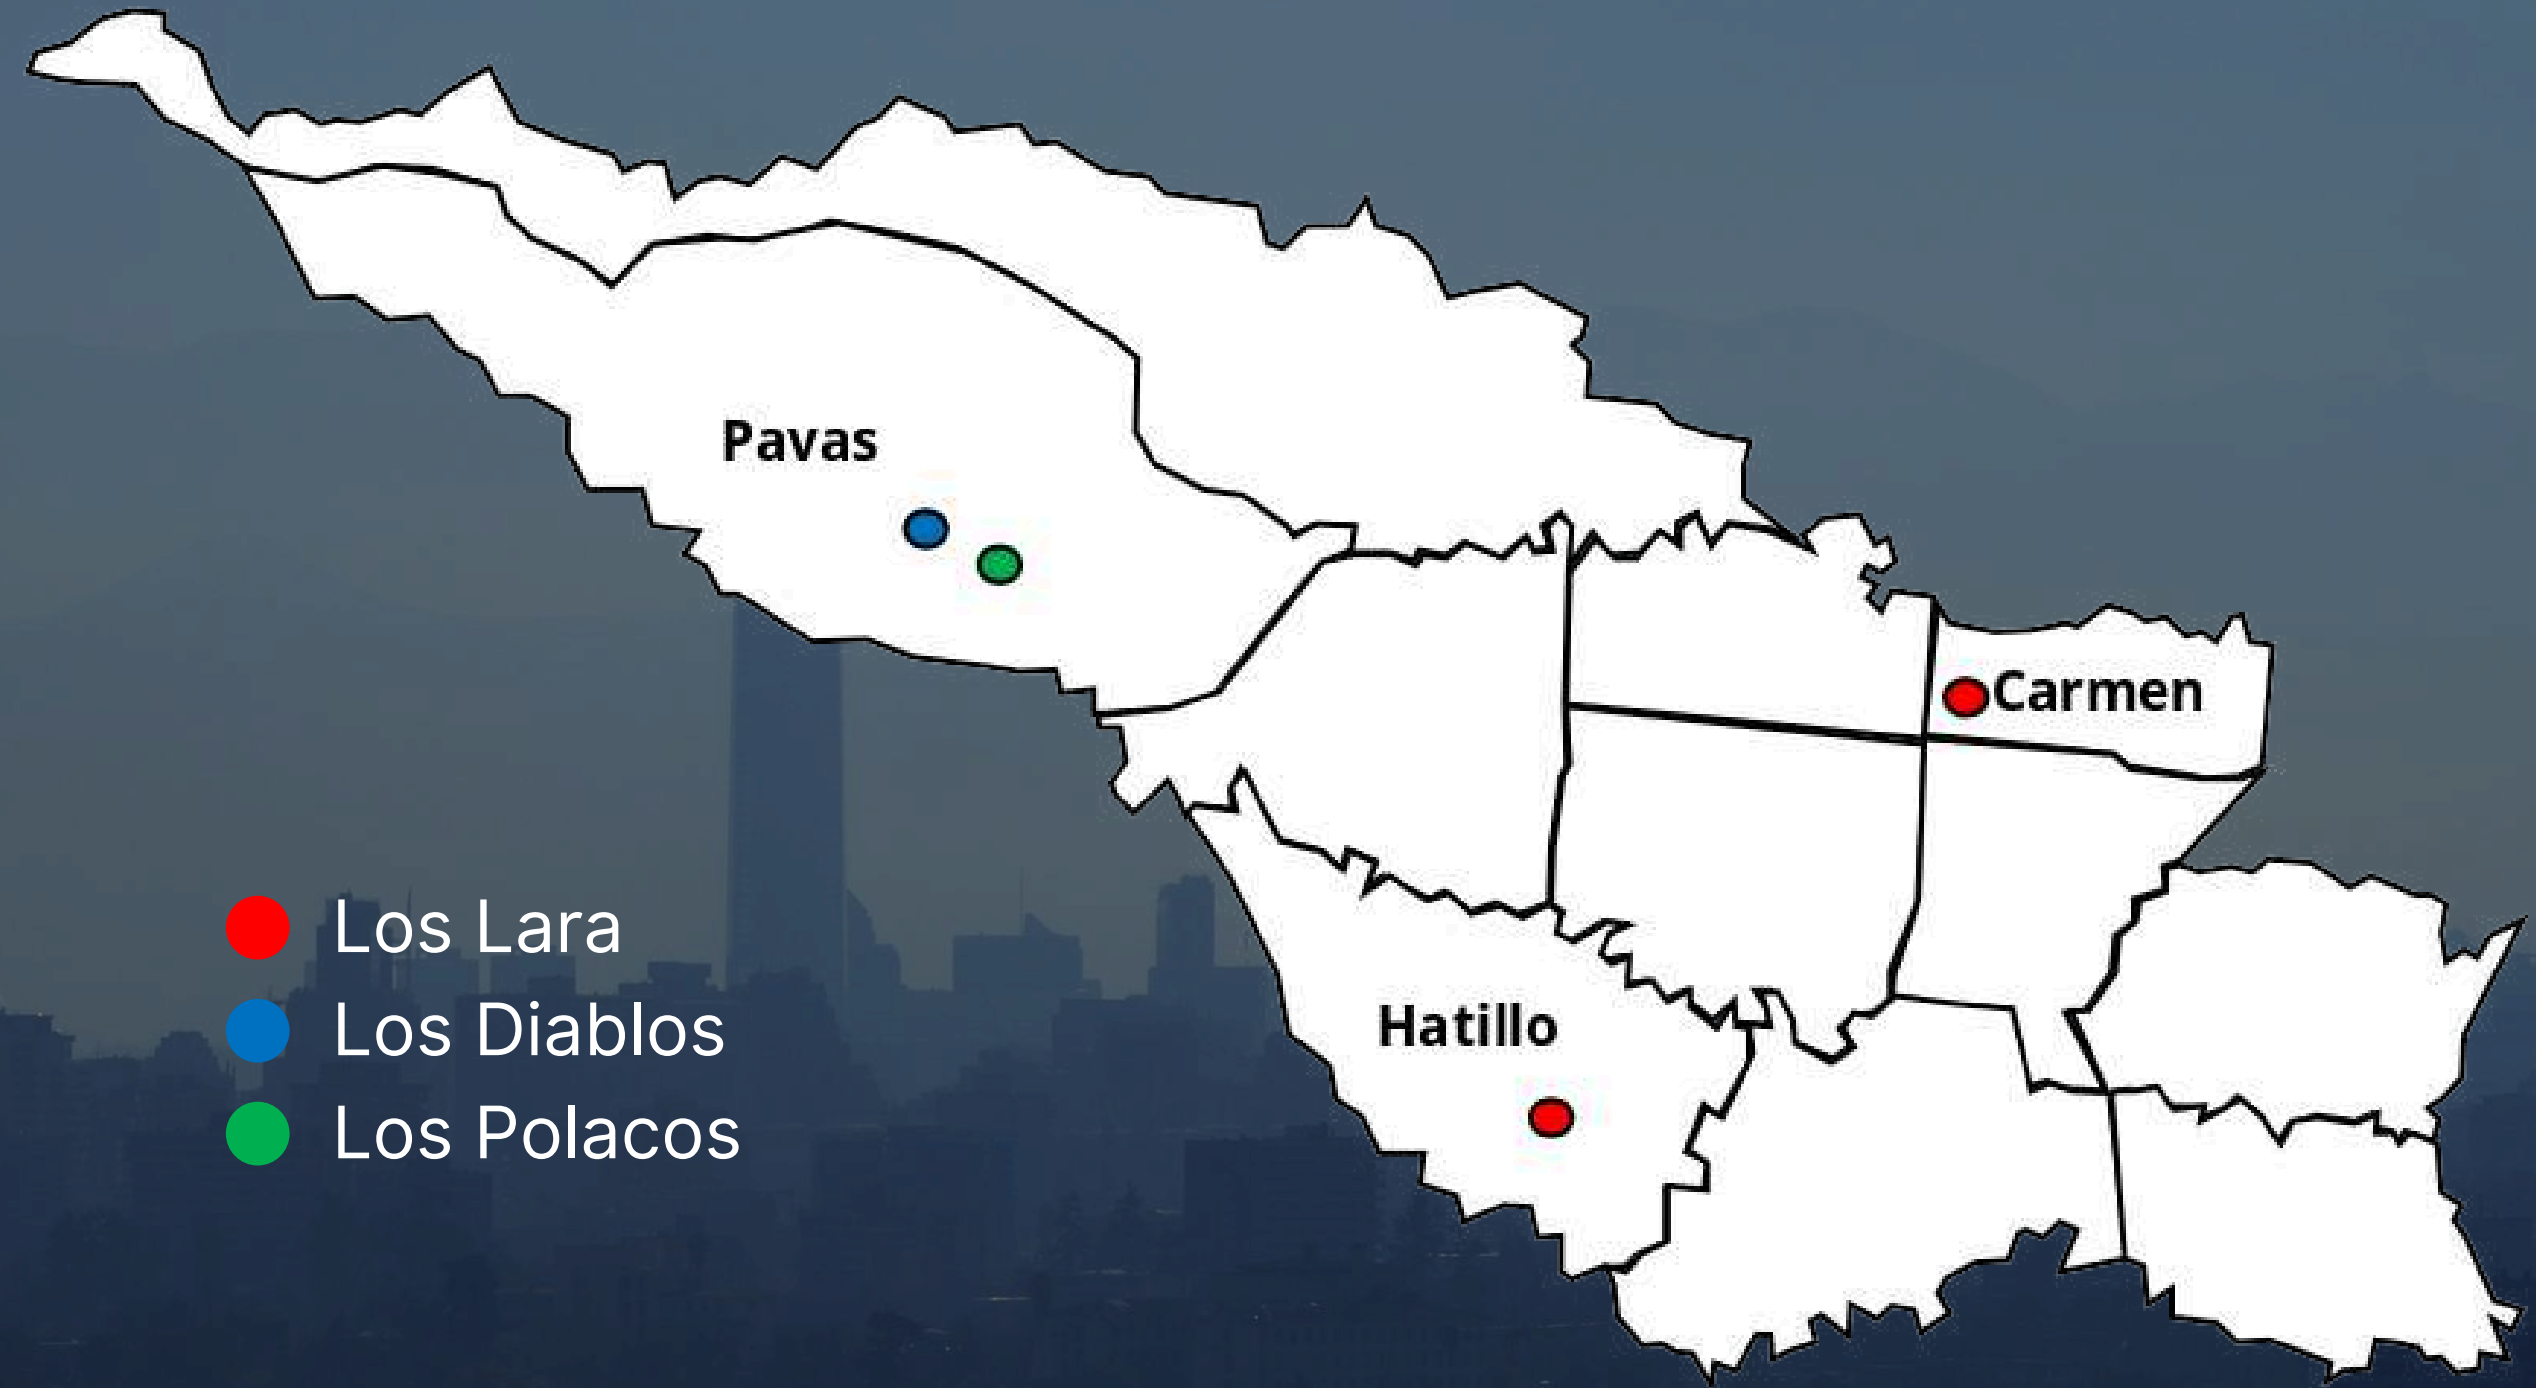 Pavas
Carmen
Hatillo
Los Lara
Los Diablos
Los Polacos